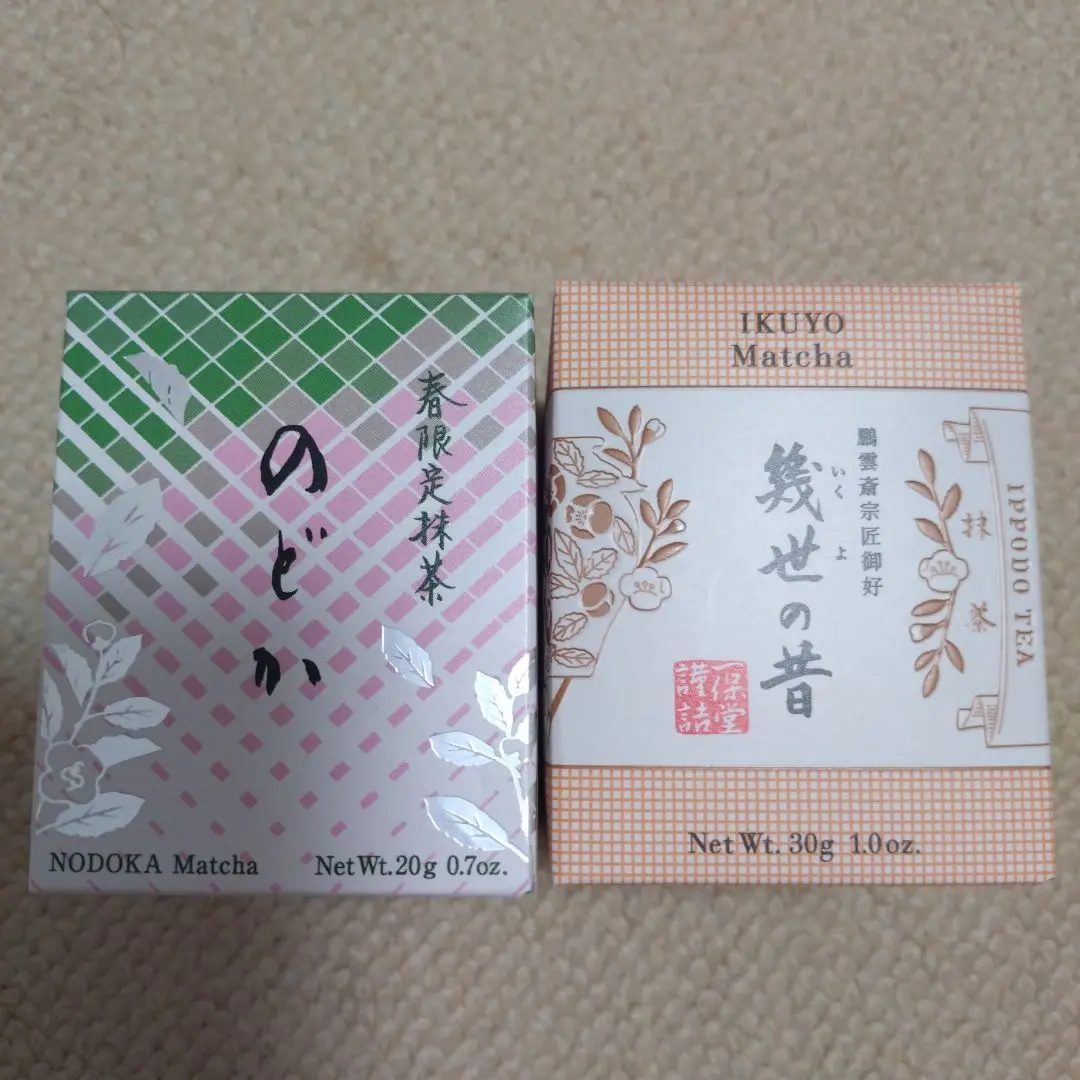 春限定抹茶
のどか
NODOKA Matcha
Net Wt. 20g 0.7oz.
IKUYO
Matcha
鵬雲斎宗匠御好
幾世の昔
いくよ
一保堂
謹詰
抹茶
IPPODO TEA
Net Wt. 30g 1.0oz.